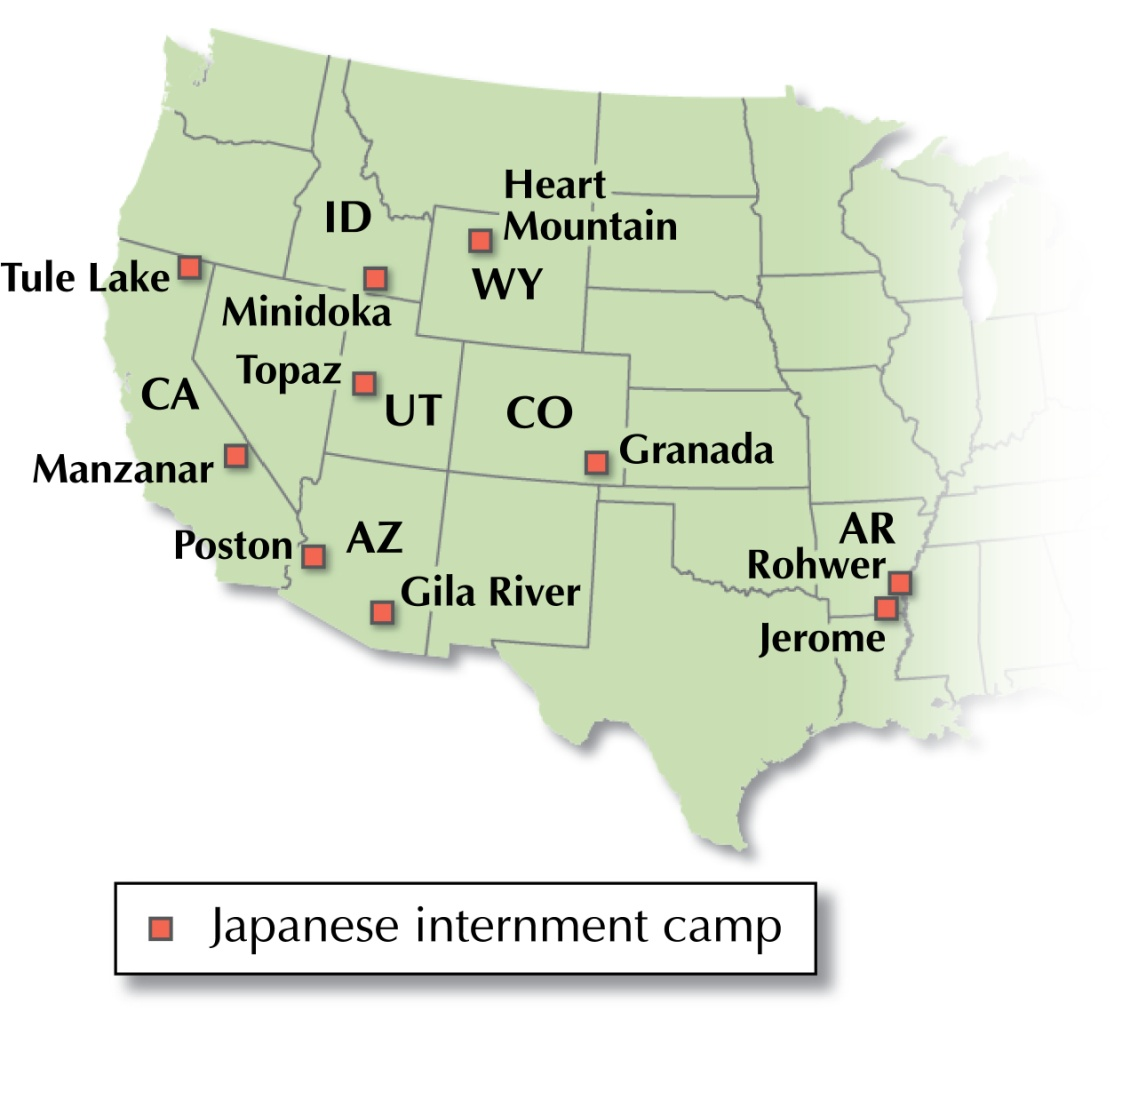 Heart
Mountain
ID
WY
Tule Lake
Minidoka
Topaz
UT
CA
CO
Granada
Manzanar
AZ
AR
Poston
Rohwer
Gila River
Jerome
Japanese internment camp